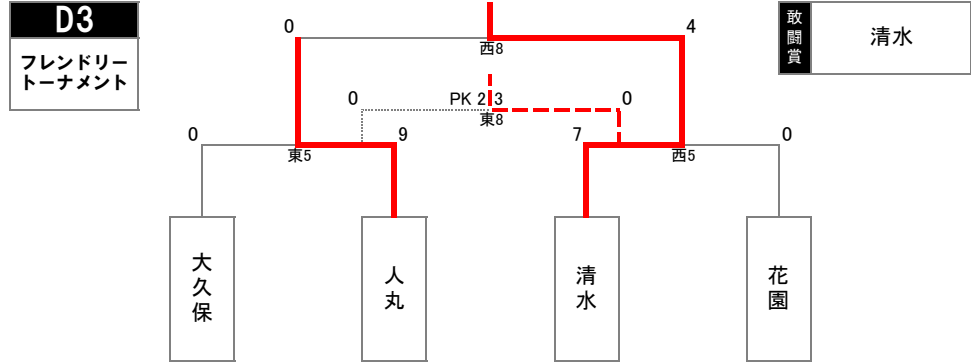 D3
フレンドリー
トーナメント
敢闘賞
清水
0
4
西8
0
PK 2 3
0
東8
0
9
7
0
東5
西5
大久保
人丸
清水
花園